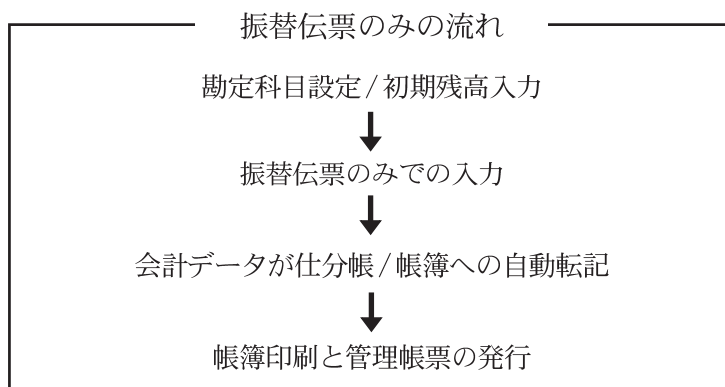 振替伝票のみの流れ
勘定科目設定/初期残高入力
振替伝票のみでの入力
会計データが仕分帳/帳簿への自動転記
帳簿印刷と管理帳票の発行